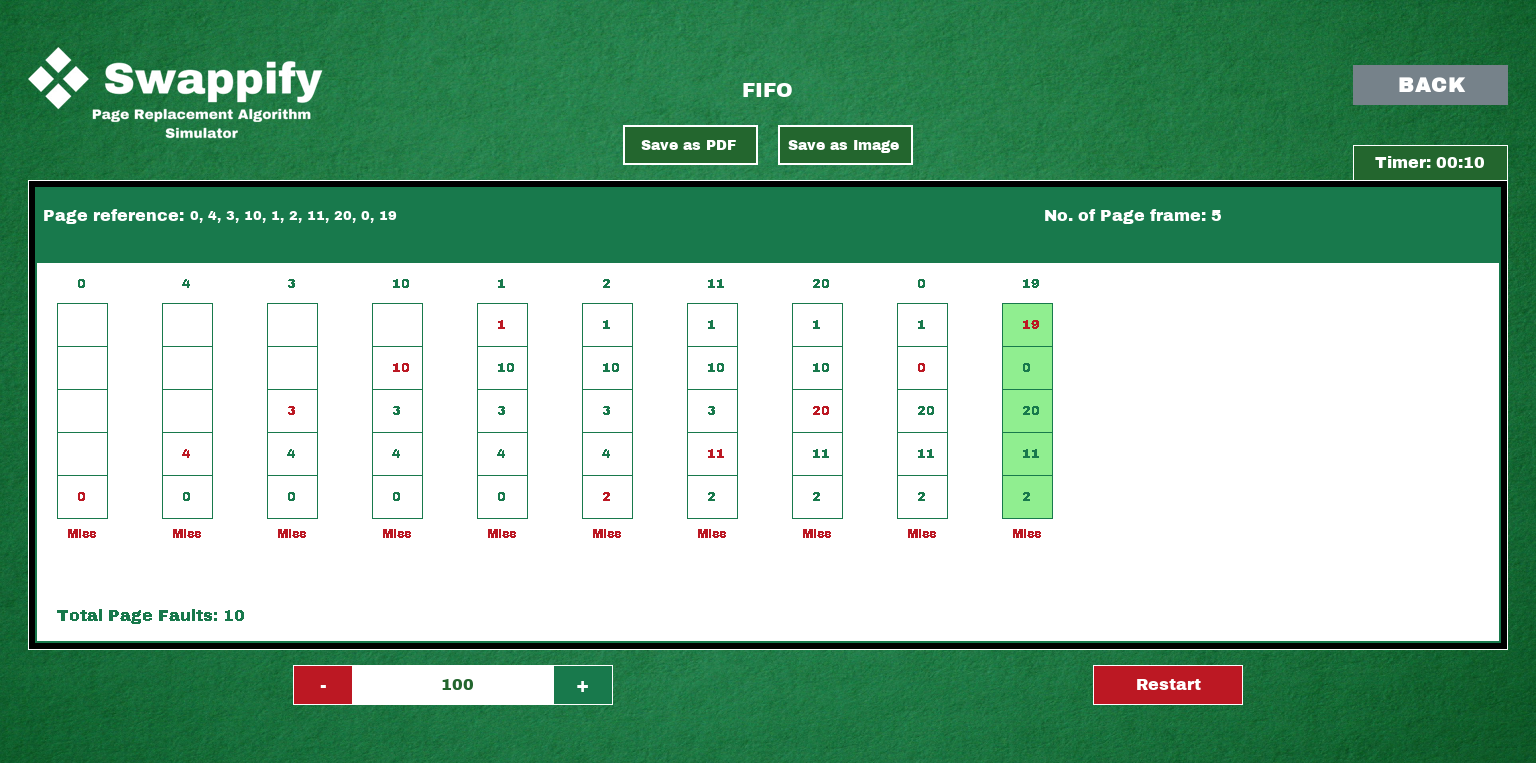 Swappify
Page Replacement Algorithm
Simulator
FIFO
BACK
Save as PDF
Save as Image
Timer: 00:10
Page reference: 0, 4, 3, 10, 1, 2, 11, 20, 0, 19
No. of Page frame: 5
0 4 3 10 1 2 11 20 0 19
1 1 1 1 1 19
10 10 10 10 10 0 0
3 3 3 3 3 20 20 20
4 4 4 4 4 11 11 11 11
0 0 0 0 0 2 2 2 2 2
Miss Miss Miss Miss Miss Miss Miss Miss Miss Miss
Total Page Faults: 10
- 100 +
Restart